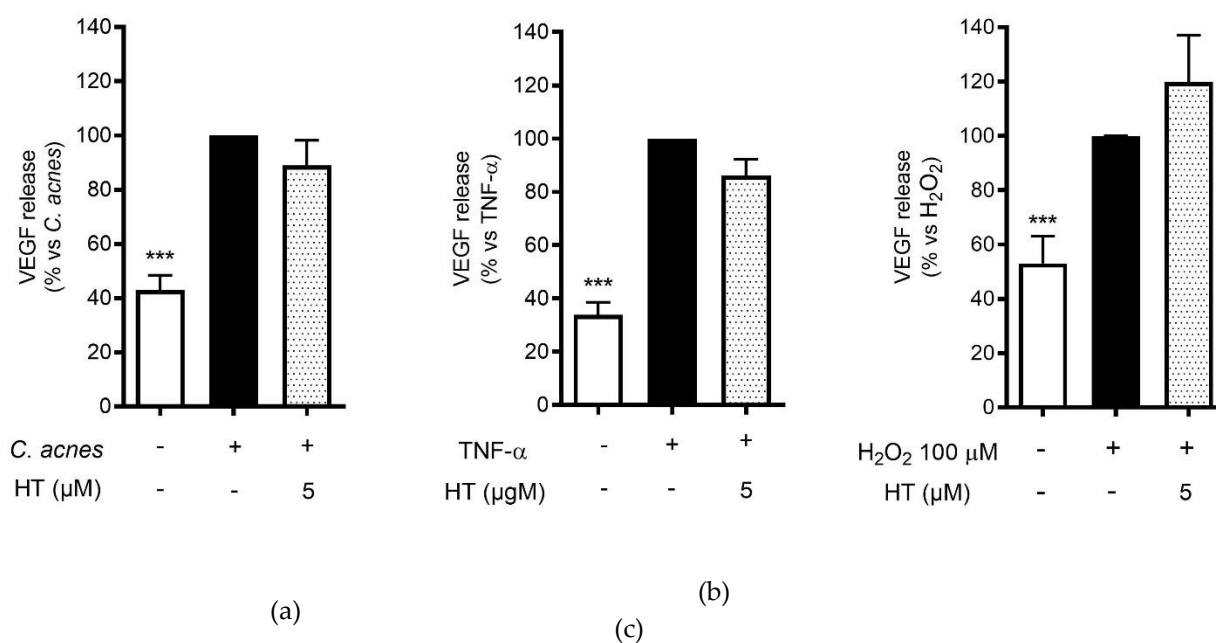 VEGF release
(% vs C. acnes)
140
120
100
80
60
40
20
0
***
C. acnes - + +
HT (µM) - - 5
(a)
VEGF release
(% vs TNF-α)
140
120
100
80
60
40
20
0
***
TNF-α - + +
HT (µgM) - - 5
(b)
VEGF release
(% vs H₂O₂)
140
120
100
80
60
40
20
0
***
H₂O₂ 100 µM - + +
HT (µM) - - 5
(c)